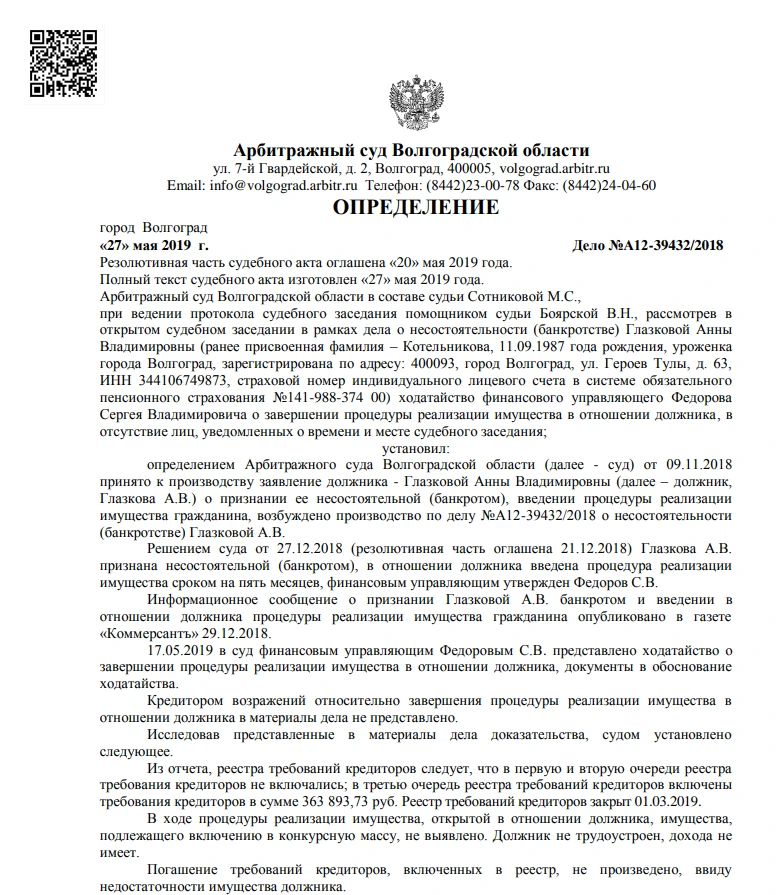 Арбитражный суд Волгоградской области
ул. 7-й Гвардейской, д. 2, Волгоград, 400005, volgograd.arbitr.ru
Email: info@volgograd.arbitr.ru Телефон: (8442)23-00-78 Факс: (8442)24-04-60
ОПРЕДЕЛЕНИЕ
город Волгоград
«27» мая 2019 г. Дело №А12-39432/2018
Резолютивная часть судебного акта оглашена «20» мая 2019 года.
Полный текст судебного акта изготовлен «27» мая 2019 года.
Арбитражный суд Волгоградской области в составе судьи Сотниковой М.С.,
при ведении протокола судебного заседания помощником судьи Боярской В.Н., рассмотрев в
открытом судебном заседании в рамках дела о несостоятельности (банкротстве) Глазковой Анны
Владимировны (ранее присвоенная фамилия – Котельникова, 11.09.1987 года рождения, уроженка
города Волгоград, зарегистрирована по адресу: 400093, город Волгоград, ул. Героев Тулы, д. 63,
ИНН 344106749873, страховой номер индивидуального лицевого счета в системе обязательного
пенсионного страхования №141-988-374 00) ходатайство финансового управляющего Федорова
Сергея Владимировича о завершении процедуры реализации имущества в отношении должника, в
отсутствие лиц, уведомленных о времени и месте судебного заседания;
установил:
определением Арбитражного суда Волгоградской области (далее - суд) от 09.11.2018
принято к производству заявление должника - Глазковой Анны Владимировны (далее – должник,
Глазкова А.В.) о признании ее несостоятельной (банкротом), введении процедуры реализации
имущества гражданина, возбуждено производство по делу №А12-39432/2018 о несостоятельности
(банкротстве) Глазковой А.В.
Решением суда от 27.12.2018 (резолютивная часть оглашена 21.12.2018) Глазкова А.В.
признана несостоятельной (банкротом), в отношении должника введена процедура реализации
имущества сроком на пять месяцев, финансовым управляющим утвержден Федоров С.В.
Информационное сообщение о признании Глазковой А.В. банкротом и введении в
отношении должника процедуры реализации имущества гражданина опубликовано в газете
«Коммерсантъ» 29.12.2018.
17.05.2019 в суд финансовым управляющим Федоровым С.В. представлено ходатайство о
завершении процедуры реализации имущества в отношении должника, документы в обоснование
ходатайства.
Кредитором возражений относительно завершения процедуры реализации имущества в
отношении должника в материалы дела не представлено.
Исследовав представленные в материалы дела доказательства, судом установлено
следующее.
Из отчета, реестра требований кредиторов следует, что в первую и вторую очереди реестра
требования кредиторов не включались; в третью очередь реестра требований кредиторов включены
требования кредиторов в сумме 363 893,73 руб. Реестр требований кредиторов закрыт 01.03.2019.
В ходе процедуры реализации имущества, открытой в отношении должника, имущества,
подлежащего включению в конкурсную массу, не выявлено. Должник не трудоустроен, дохода не
имеет.
Погашение требований кредиторов, включенных в реестр, не произведено, ввиду
недостаточности имущества должника.